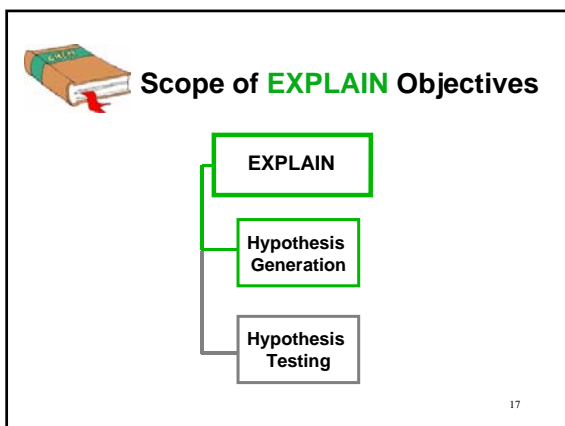 Scope of EXPLAIN Objectives
EXPLAIN
Hypothesis
Generation
Hypothesis
Testing
17